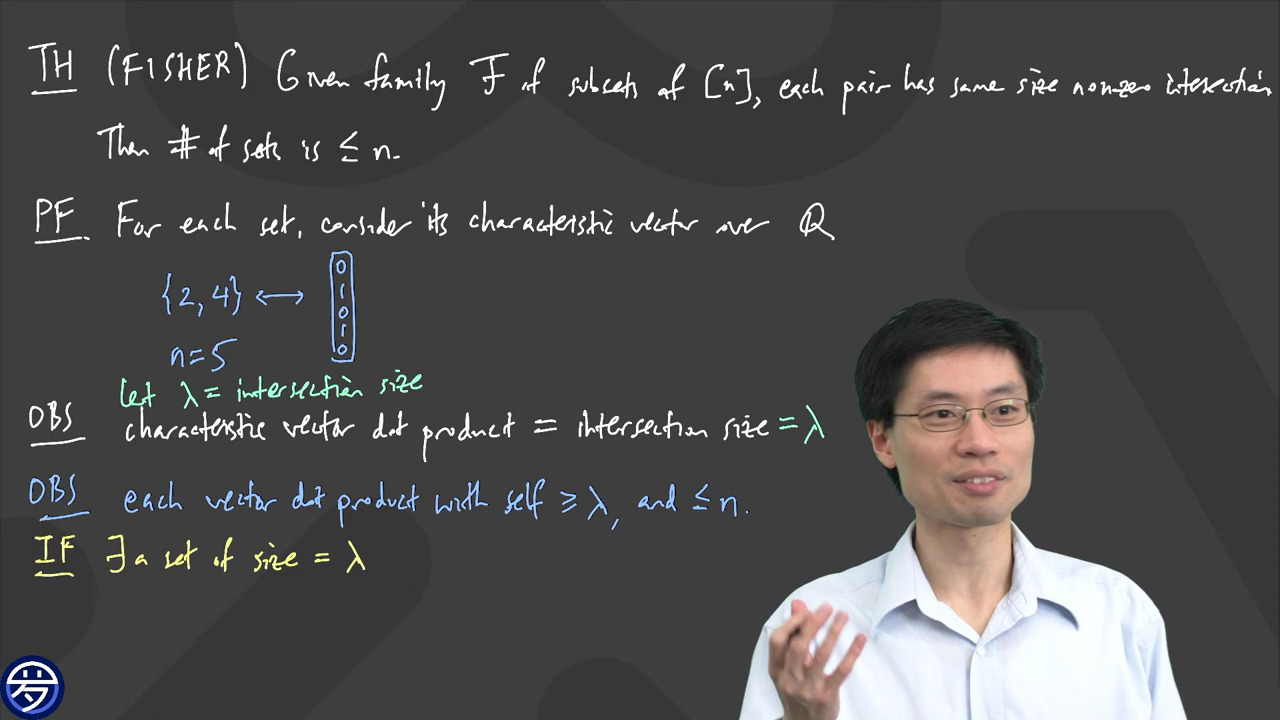 TH (FISHER) Given family F of subsets of [n], each pair has same size nonzero intersection
Then # of sets is ≤ n.
PF. For each set, consider its characteristic vector over Q
{2, 4} ↔
0
1
0
1
0
n=5
Let λ = intersection size
OBS characteristic vector dot product = intersection size = λ
OBS each vector dot product with self ≥ λ, and ≤ n.
IF ∃ a set of size = λ